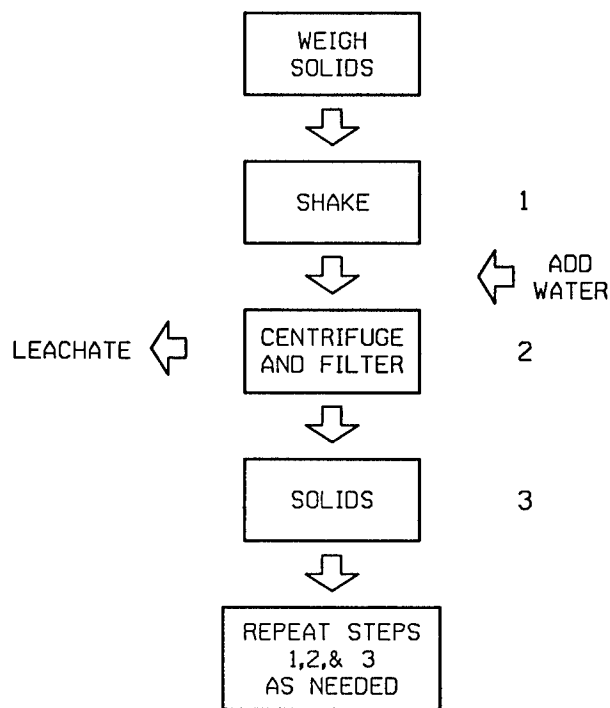 WEIGH
SOLIDS
SHAKE
1
ADD
WATER
LEACHATE
CENTRIFUGE
AND FILTER
2
SOLIDS
3
REPEAT STEPS
1,2,& 3
AS NEEDED